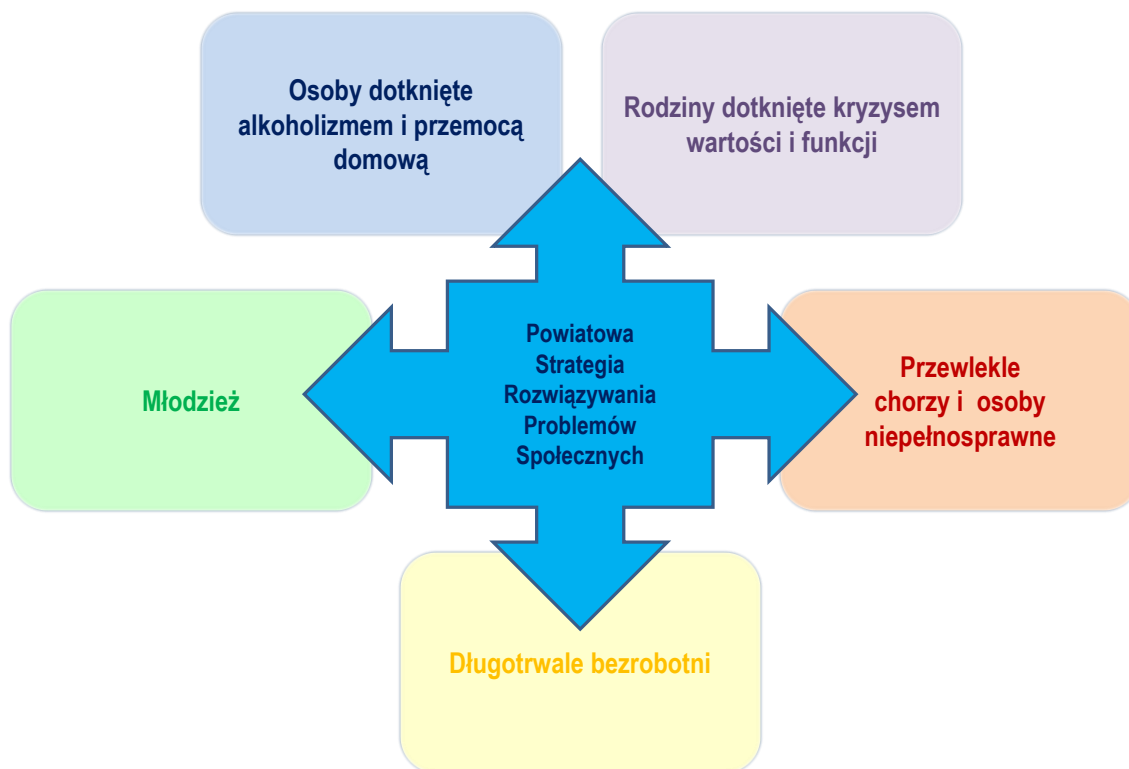 Osoby dotknięte
alkoholizmem i przemocą
domową
Rodziny dotknięte kryzysem
wartości i funkcji
Młodzież
Powiatowa
Strategia
Rozwiązywania
Problemów
Społecznych
Przewlekle
chorzy i osoby
niepełnosprawne
Długotrwale bezrobotni